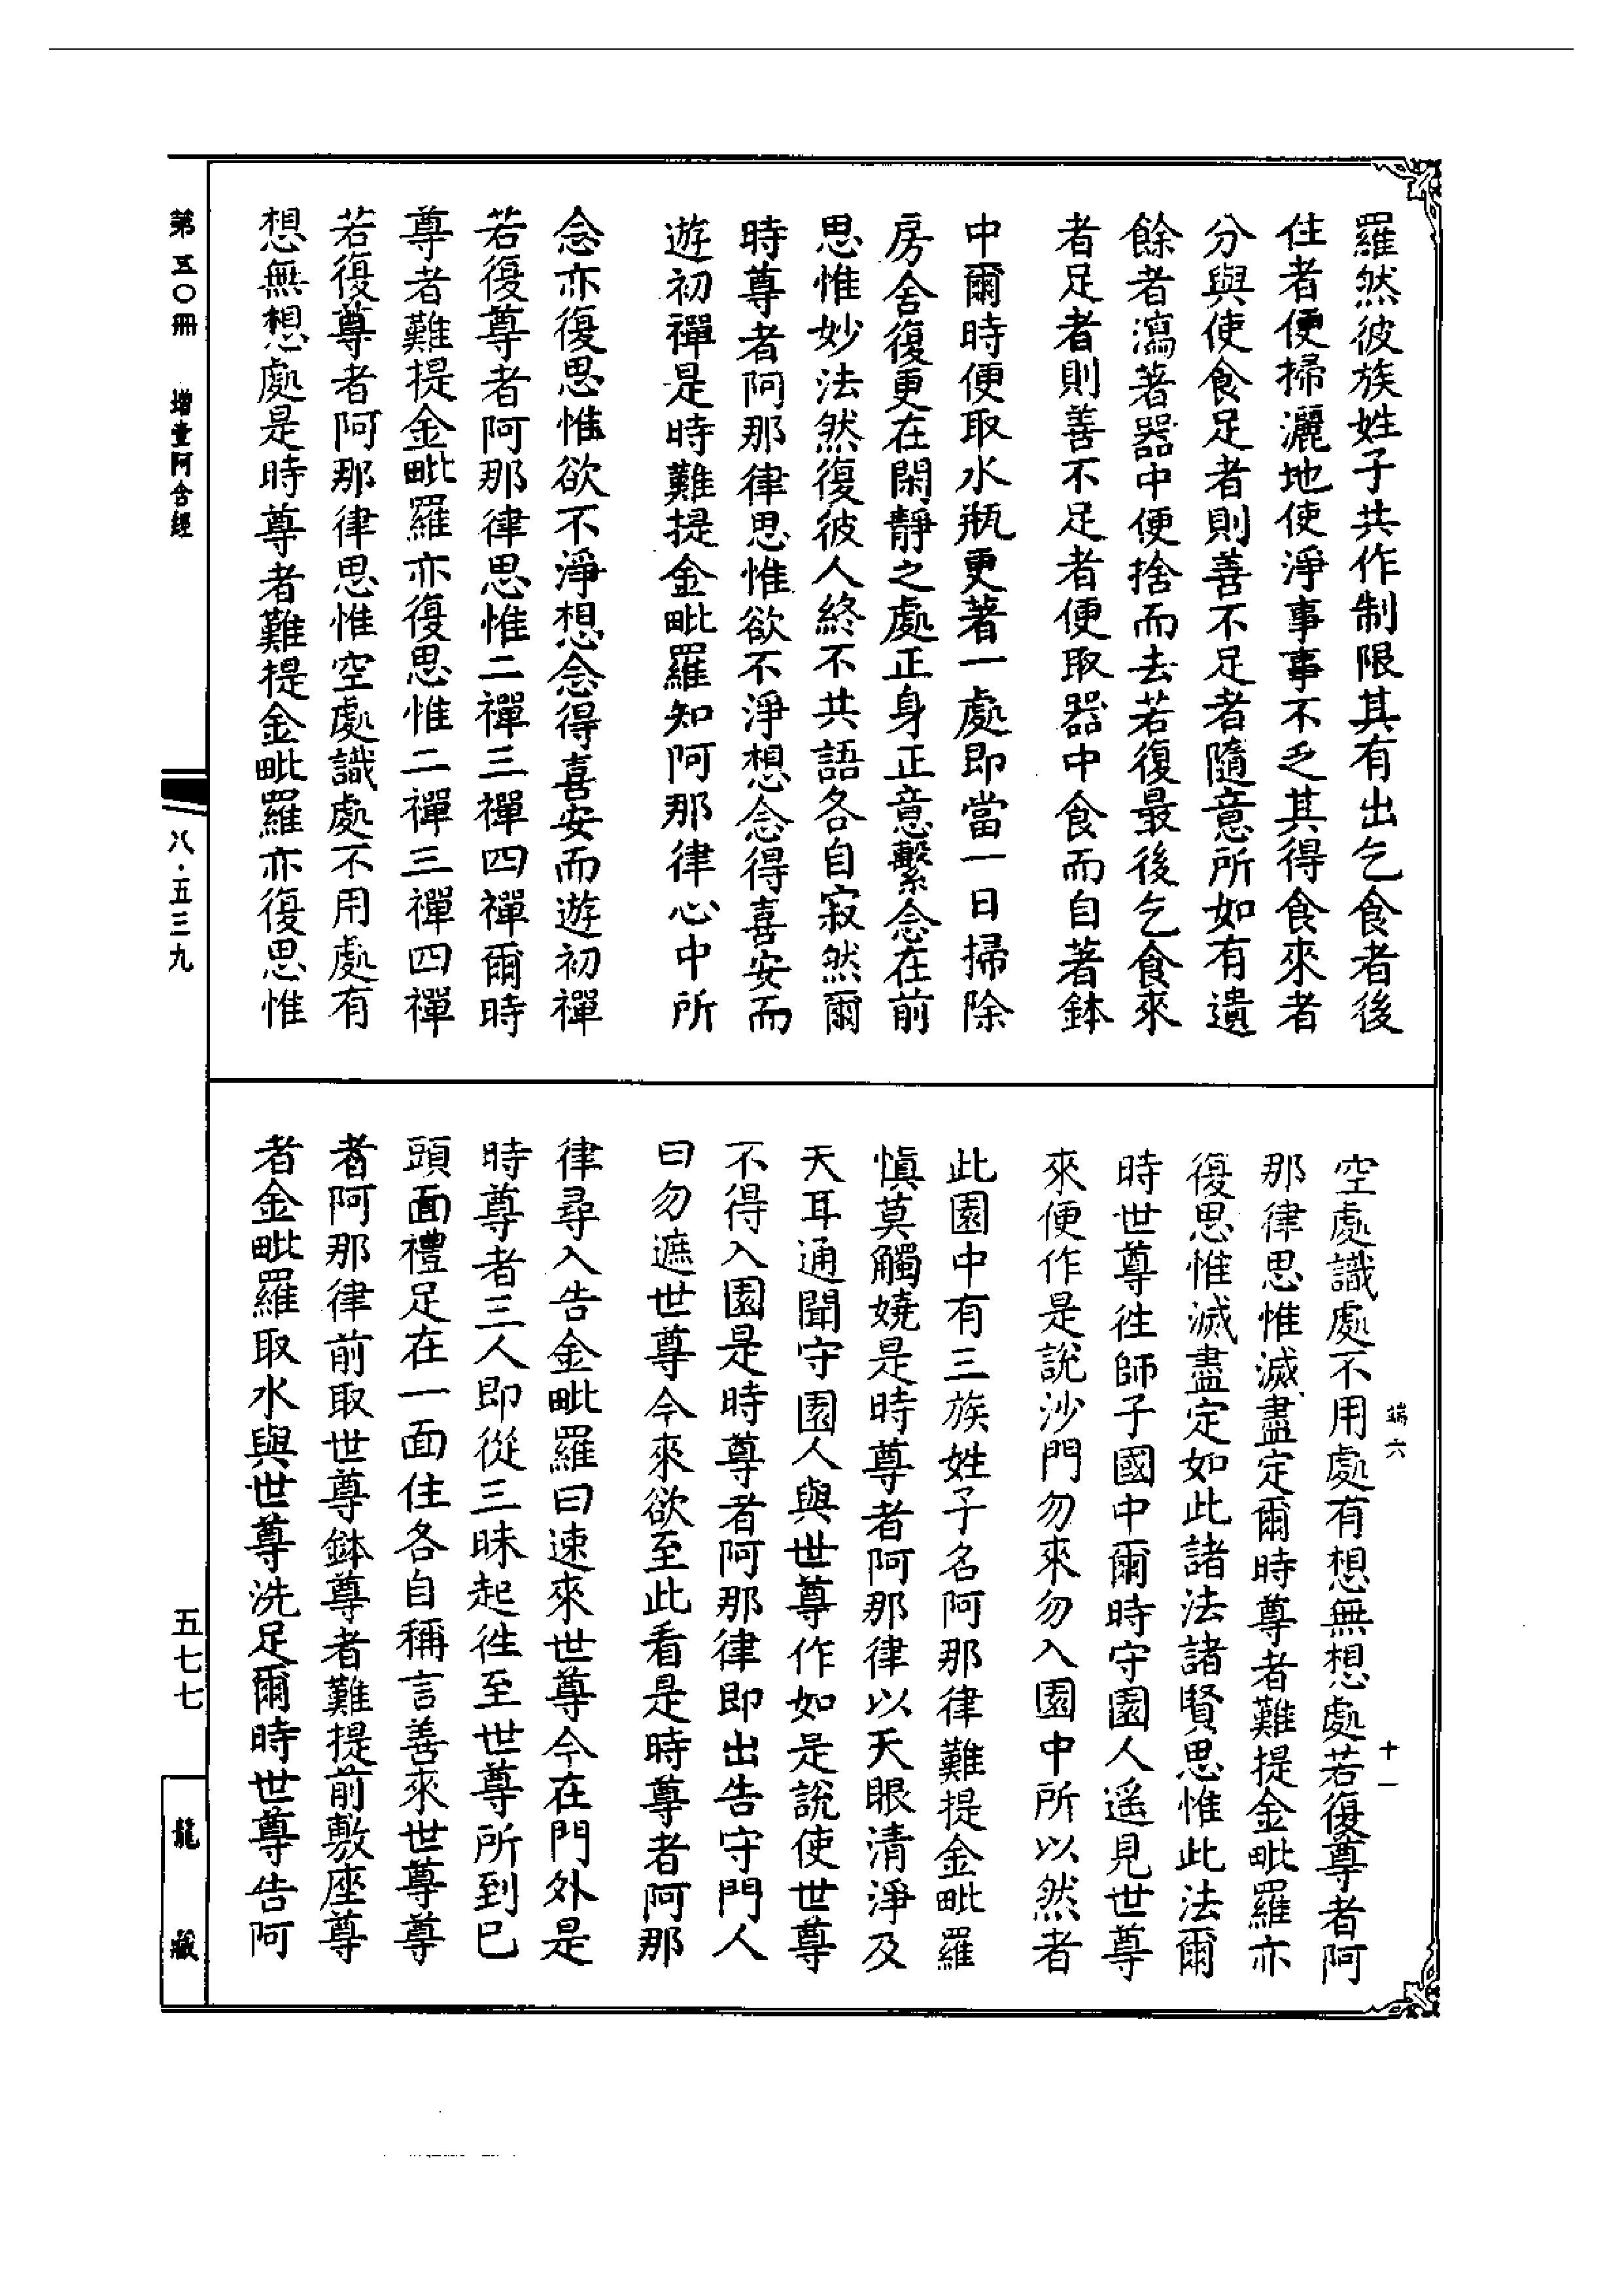 羅然彼族姓子共作制限其有出乞食者後
住者便掃灑地使淨事事不乏其得食來者
分與使食足者則善不足者隨意所如有遺
餘者瀉著器中便捨而去若復最後乞食來
者足者則善不足者便取器中食而自著鉢
中爾時便取水瓶更著一處即當一日掃除
房舍復更在閑靜之處正身正意繫念在前
思惟妙法然復彼人終不共語各自寂然爾
時尊者阿那律思惟欲不淨想念得喜安而
遊初禪是時難提金毗羅知阿那律心中所
念亦復思惟欲不淨想念得喜安而遊初禪
若復尊者阿那律思惟二禪三禪四禪爾時
尊者難提金毗羅亦復思惟二禪三禪四禪
若復尊者阿那律思惟空處識處不用處有
想無想處是時尊者難提金毗羅亦復思惟
空處識處不用處有想無想處若復尊者阿
那律思惟滅盡定爾時尊者難提金毗羅亦
復思惟滅盡定如此諸法諸賢思惟此法爾
時世尊往師子國中爾時守園人遥見世尊
來便作是說沙門勿來勿入園中所以然者
此園中有三族姓子名阿那律難提金毗羅
慎莫觸嬈是時尊者阿那律以天眼清淨及
天耳通聞守園人與世尊作如是說使世尊
不得入園是時尊者阿那律即出告守門人
曰勿遮世尊今來欲至此看是時尊者阿那
律尋入告金毗羅曰速來世尊今在門外是
時尊者三人即從三昧起往至世尊所到已
頭面禮足在一面住各自稱言善來世尊尊
者阿那律前取世尊鉢尊者難提前敷座尊
者金毗羅取水與世尊洗足爾時世尊告阿
端六
十一
第五〇冊 增壹阿含經
八·五三九
五七七
龍藏